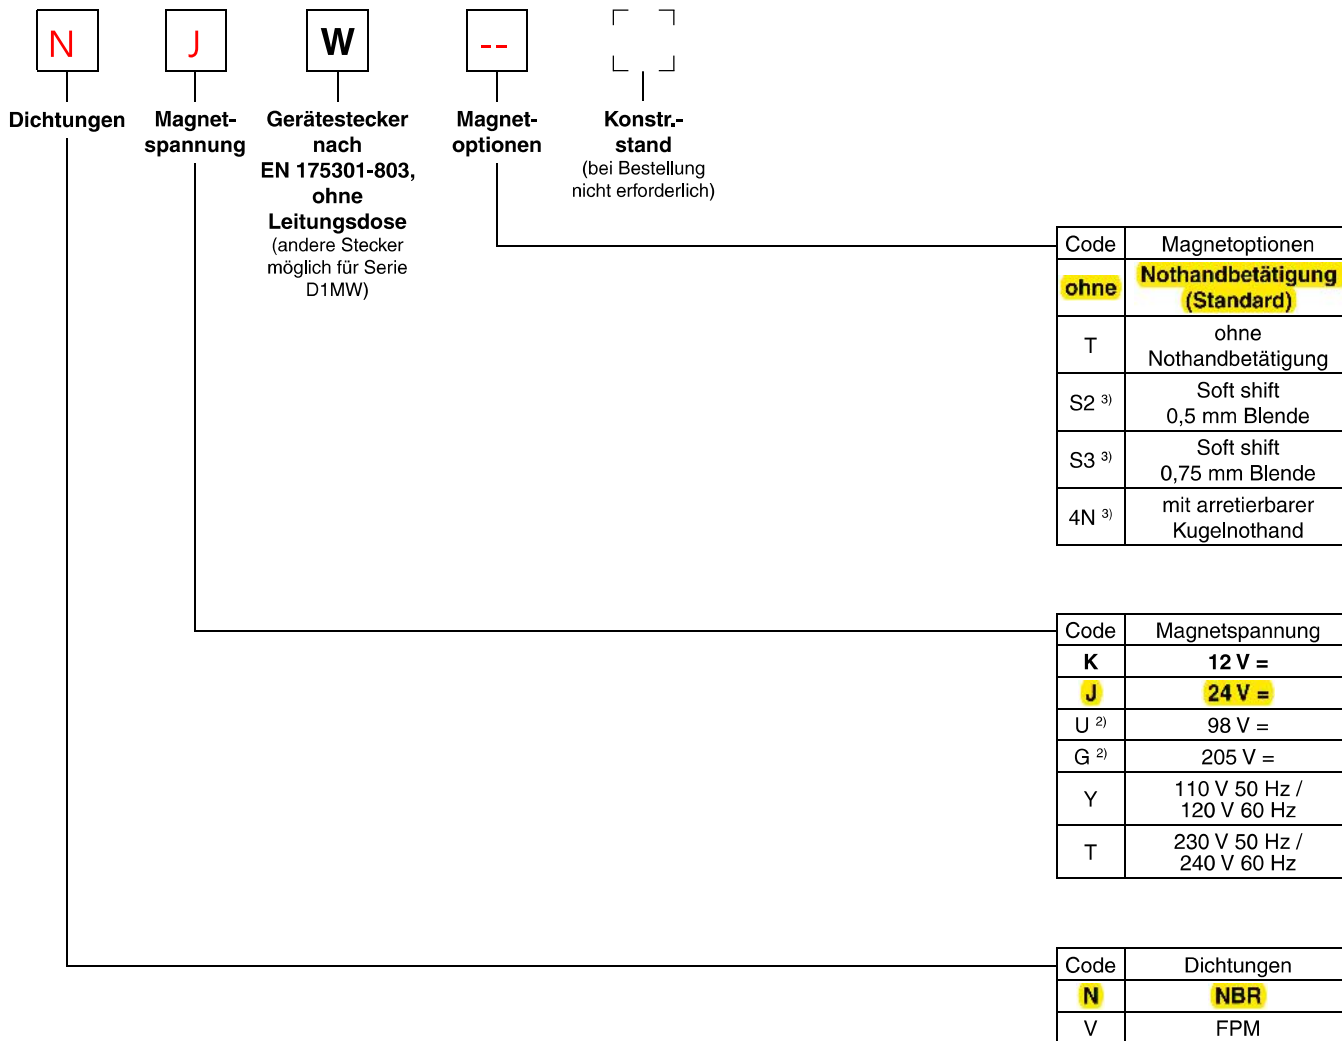 N J W --
Dichtungen
Magnet-
spannung
Gerätestecker
nach
EN 175301-803,
ohne
Leitungsdose
(andere Stecker
möglich für Serie
D1MW)
Magnet-
optionen
Konstr.-
stand
(bei Bestellung
nicht erforderlich)
Code Magnetoptionen
ohne Nothandbetätigung
(Standard)
T ohne
Nothandbetätigung
S2 3) Soft shift
0,5 mm Blende
S3 3) Soft shift
0,75 mm Blende
4N 3) mit arretierbarer
Kugelnothand
Code Magnetspannung
K 12 V =
J 24 V =
U 2) 98 V =
G 2) 205 V =
Y 110 V 50 Hz /
120 V 60 Hz
T 230 V 50 Hz /
240 V 60 Hz
Code Dichtungen
N NBR
V FPM